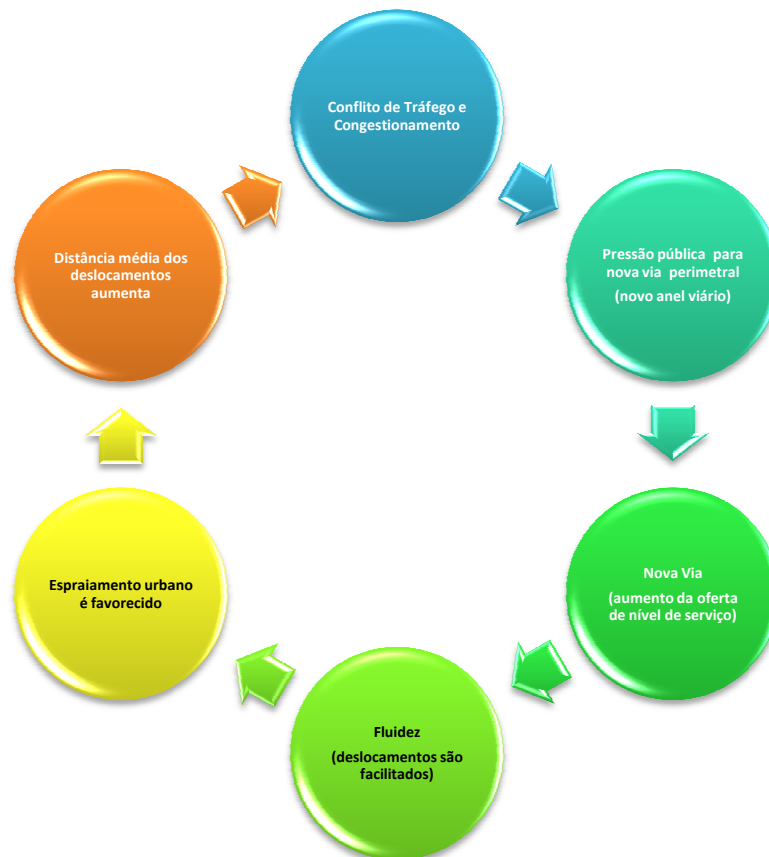 Conflito de Tráfego e
Congestionamento
Pressão pública para
nova via perimetral
(novo anel viário)
Nova Via
(aumento da oferta
de nível de serviço)
Fluidez
(deslocamentos são
facilitados)
Espraiamento urbano
é favorecido
Distância média dos
deslocamentos
aumenta